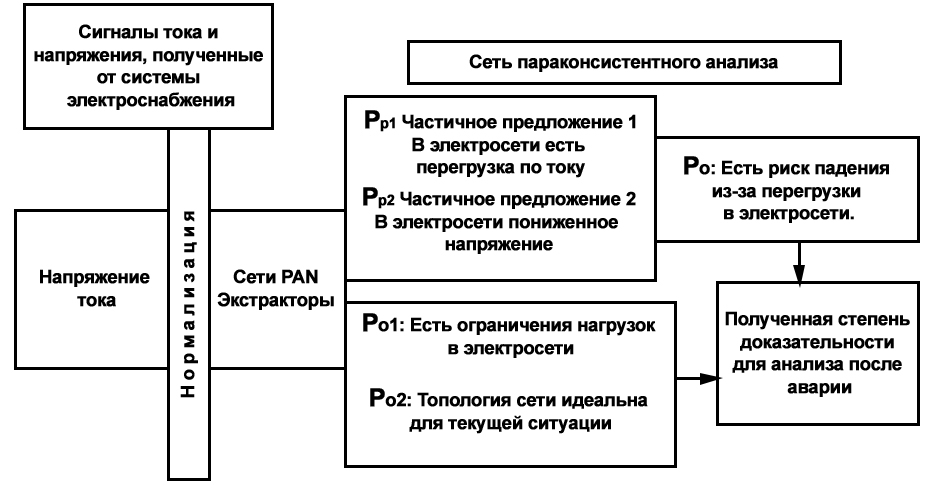 Сигналы тока и
напряжения, полученные
от системы
электроснабжения
Сеть параконсистентного анализа
Pp1 Частичное предложение 1
В электросети есть
перегрузка по току
Pp2 Частичное предложение 2
В электросети пониженное
напряжение
Po: Есть риск падения
из-за перегрузки
в электросети.
Напряжение
тока
Нормализация
Сети PAN
Экстракторы
Po1: Есть ограничения нагрузок
в электросети
Po2: Топология сети идеальна
для текущей ситуации
Полученная степень
доказательности
для анализа после
аварии